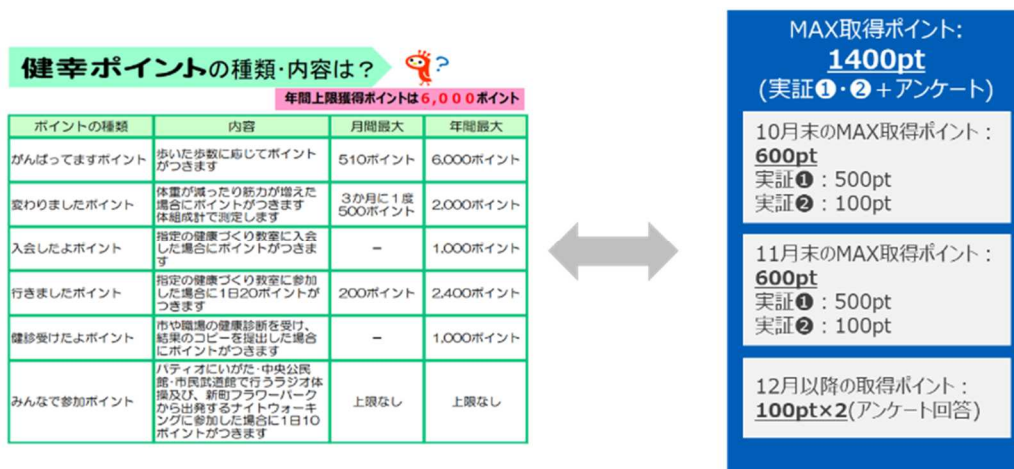 健幸ポイントの種類・内容は?
?
年間上限獲得ポイントは6,000ポイント
ポイントの種類 内容 月間最大 年間最大
がんばってますポイント 歩いた歩数に応じてポイント
がつきます 510ポイント 6,000ポイント
変わりましたポイント 体重が減ったり筋力が増えた
場合にポイントがつきます
体組成計で測定します 3か月に1度
500ポイント 2,000ポイント
入会したよポイント 指定の健康づくり教室に入会
した場合にポイントがつきま
す － 1,000ポイント
行きましたポイント 指定の健康づくり教室に参加
した場合に1日20ポイントが
つきます 200ポイント 2,400ポイント
健診受けたよポイント 市や職場の健康診断を受け、
結果のコピーを提出した場合
にポイントがつきます － 1,000ポイント
みんなで参加ポイント パティオにいがた・中央公民
館・市民武道館で行うラジオ体
操及び、新町フラワーパーク
から出発するナイトウォーキ
ングに参加した場合に1日10
ポイントがつきます 上限なし 上限なし
MAX取得ポイント:
1400pt
(実証❶・❷+アンケート)
10月末のMAX取得ポイント:
600pt
実証❶:500pt
実証❷:100pt
11月末のMAX取得ポイント:
600pt
実証❶:500pt
実証❷:100pt
12月以降の取得ポイント:
100pt×2(アンケート回答)